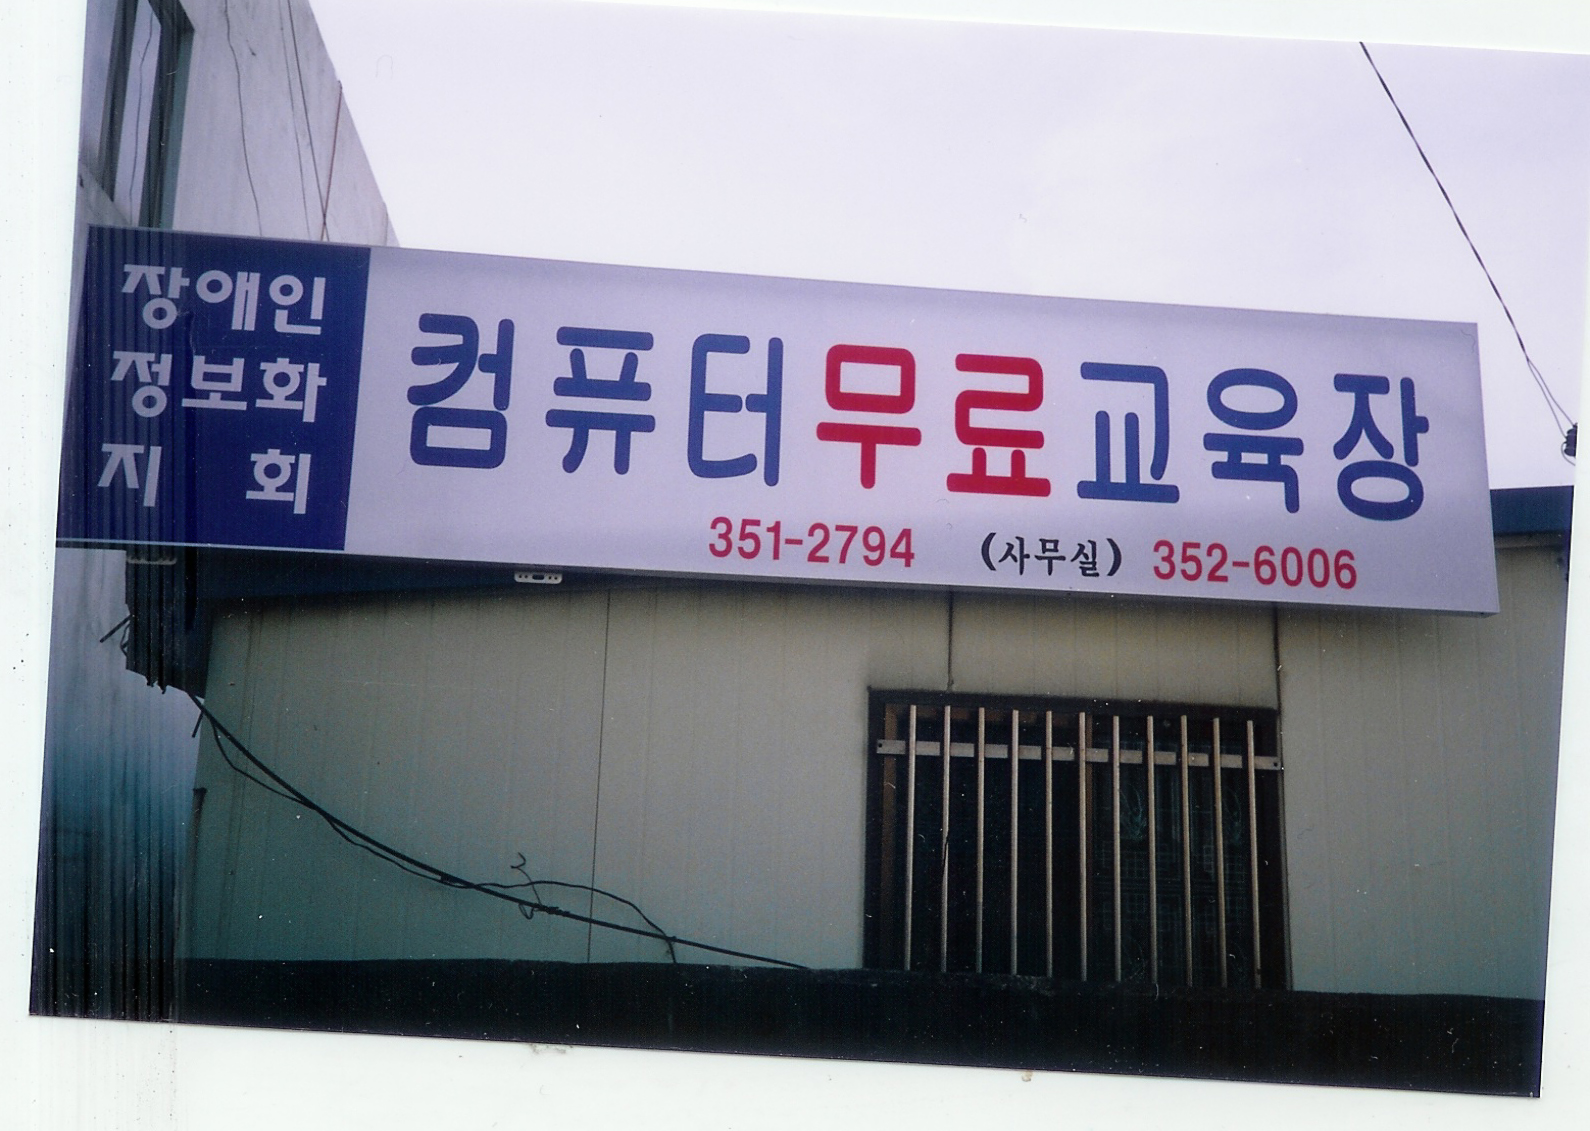 장애인
정보화
지 회
컴퓨터무료교육장
351-2794 (사무실) 352-6006